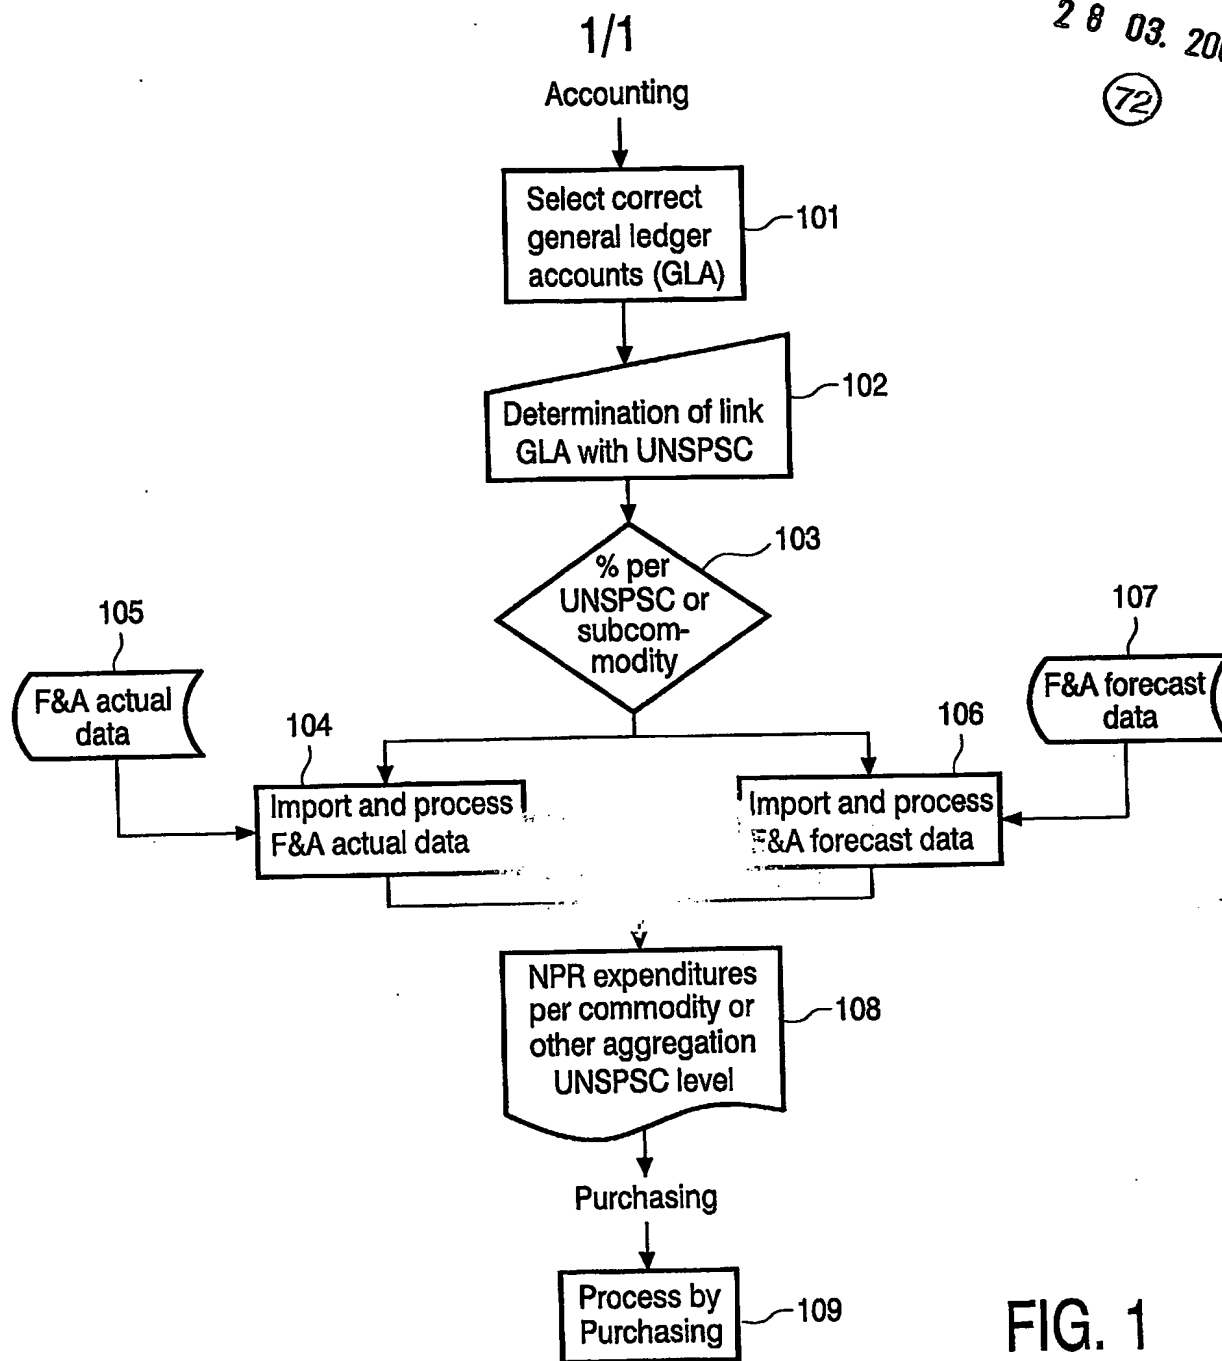 1/1
28 03. 200
72
Accounting
Select correct
general ledger
accounts (GLA)
101
102
Determination of link
GLA with UNSPSC
103
% per
UNSPSC or
subcom-
modity
105
F&A actual
data
107
F&A forecast
data
104
Import and process
F&A actual data
106
Import and process
F&A forecast data
NPR expenditures
per commodity or
other aggregation
UNSPSC level
108
Purchasing
Process by
Purchasing
109
FIG. 1